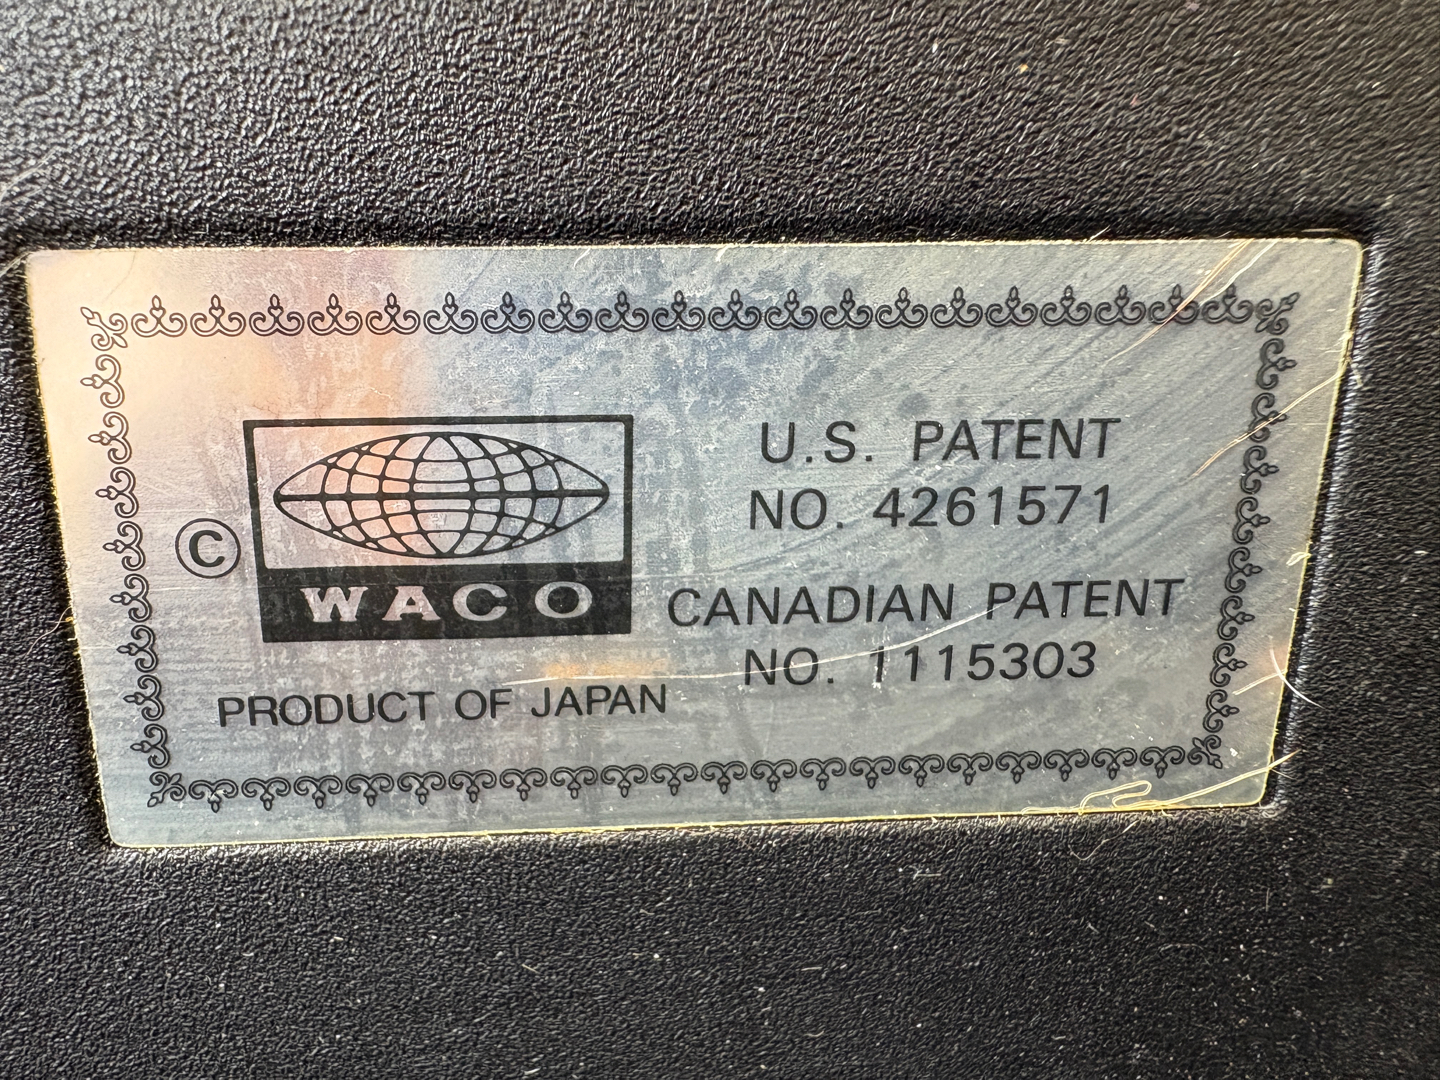 ©
WACO
PRODUCT OF JAPAN
U.S. PATENT
NO. 4261571
CANADIAN PATENT
NO. 1115303